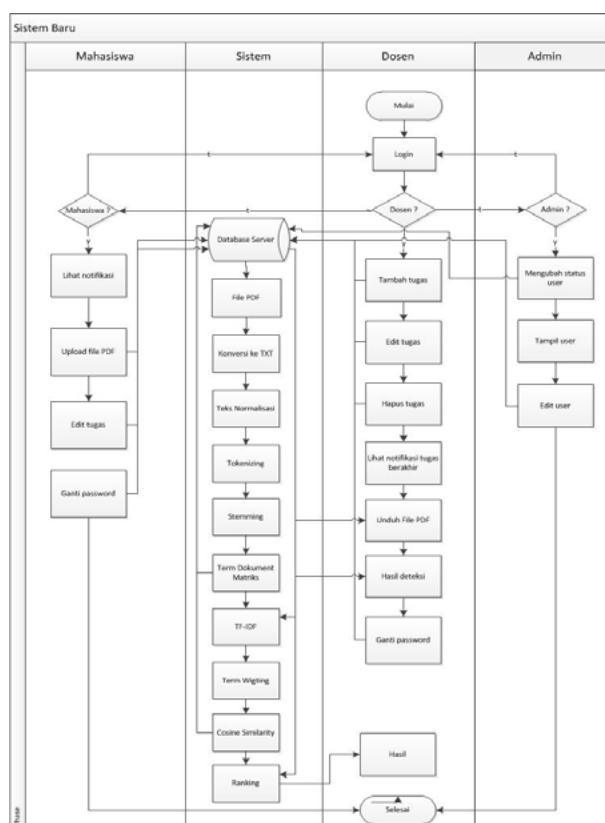 Sistem Baru
Mahasiswa
Sistem
Dosen
Admin
Mulai
Login
t
t
Mahasiswa ?
t
Dosen ?
t
Admin ?
y
y
y
Database Server
Lihat notifikasi
Upload file PDF
Edit tugas
Ganti password
File PDF
Konversi ke TXT
Teks Normalisasi
Tokenizing
Stemming
Term Dokument
Matriks
TF-IDF
Term Wigting
Cosine Similarity
Ranking
Tambah tugas
Edit tugas
Hapus tugas
Lihat notifikasi tugas
berakhir
Unduh File PDF
Hasil deteksi
Ganti password
Hasil
Selesai
Mengubah status
user
Tampil user
Edit user